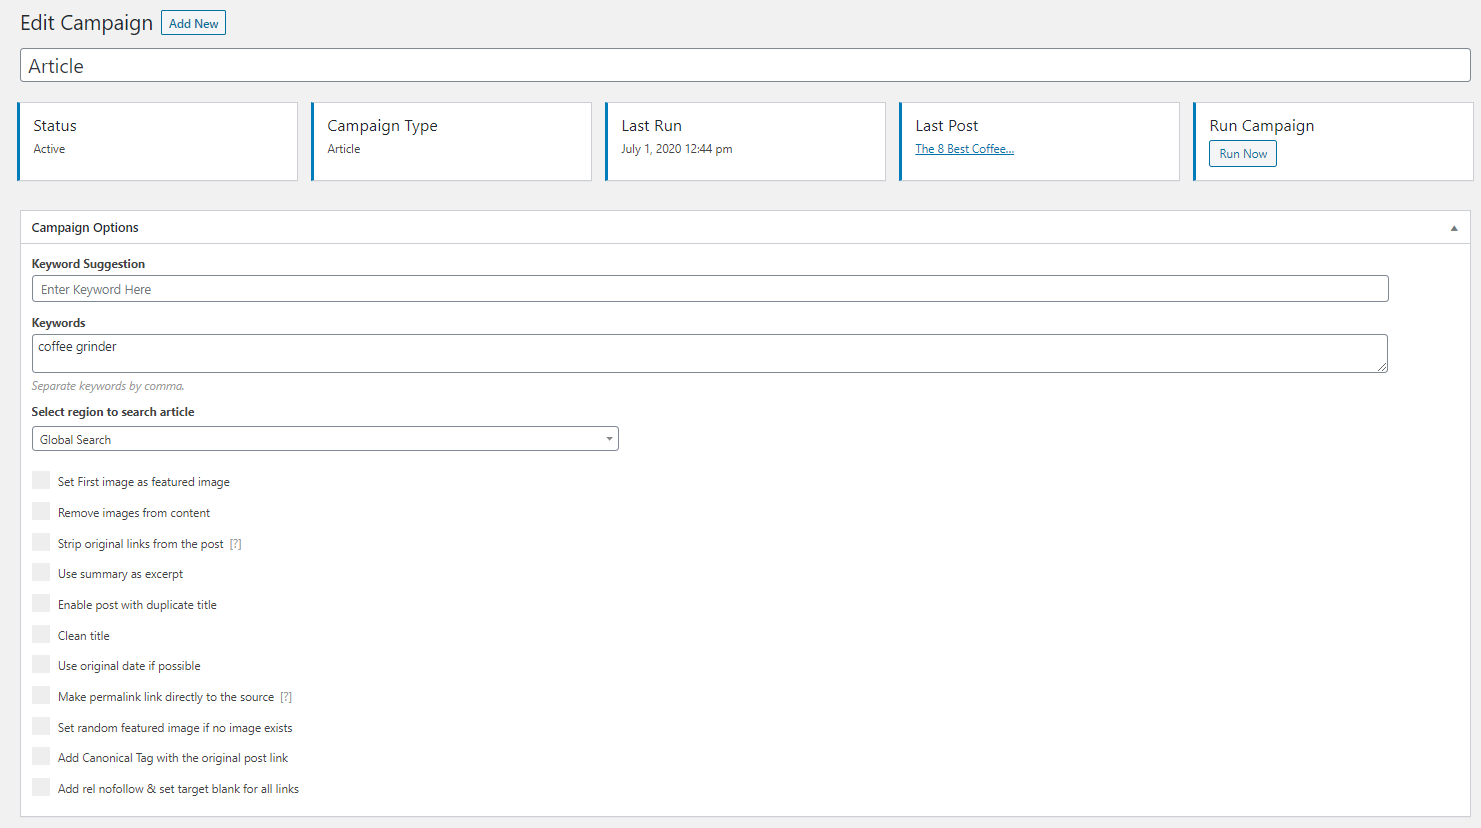 Edit Campaign Add New
Article
Status
Active
Campaign Type
Article
Last Run
July 1, 2020 12:44 pm
Last Post
The 8 Best Coffee...
Run Campaign
Run Now
Campaign Options
Keyword Suggestion
Enter Keyword Here
Keywords
coffee grinder
Separate keywords by comma.
Select region to search article
Global Search
Set First image as featured image
Remove images from content
Strip original links from the post [?]
Use summary as excerpt
Enable post with duplicate title
Clean title
Use original date if possible
Make permalink link directly to the source [?]
Set random featured image if no image exists
Add Canonical Tag with the original post link
Add rel nofollow & set target blank for all links